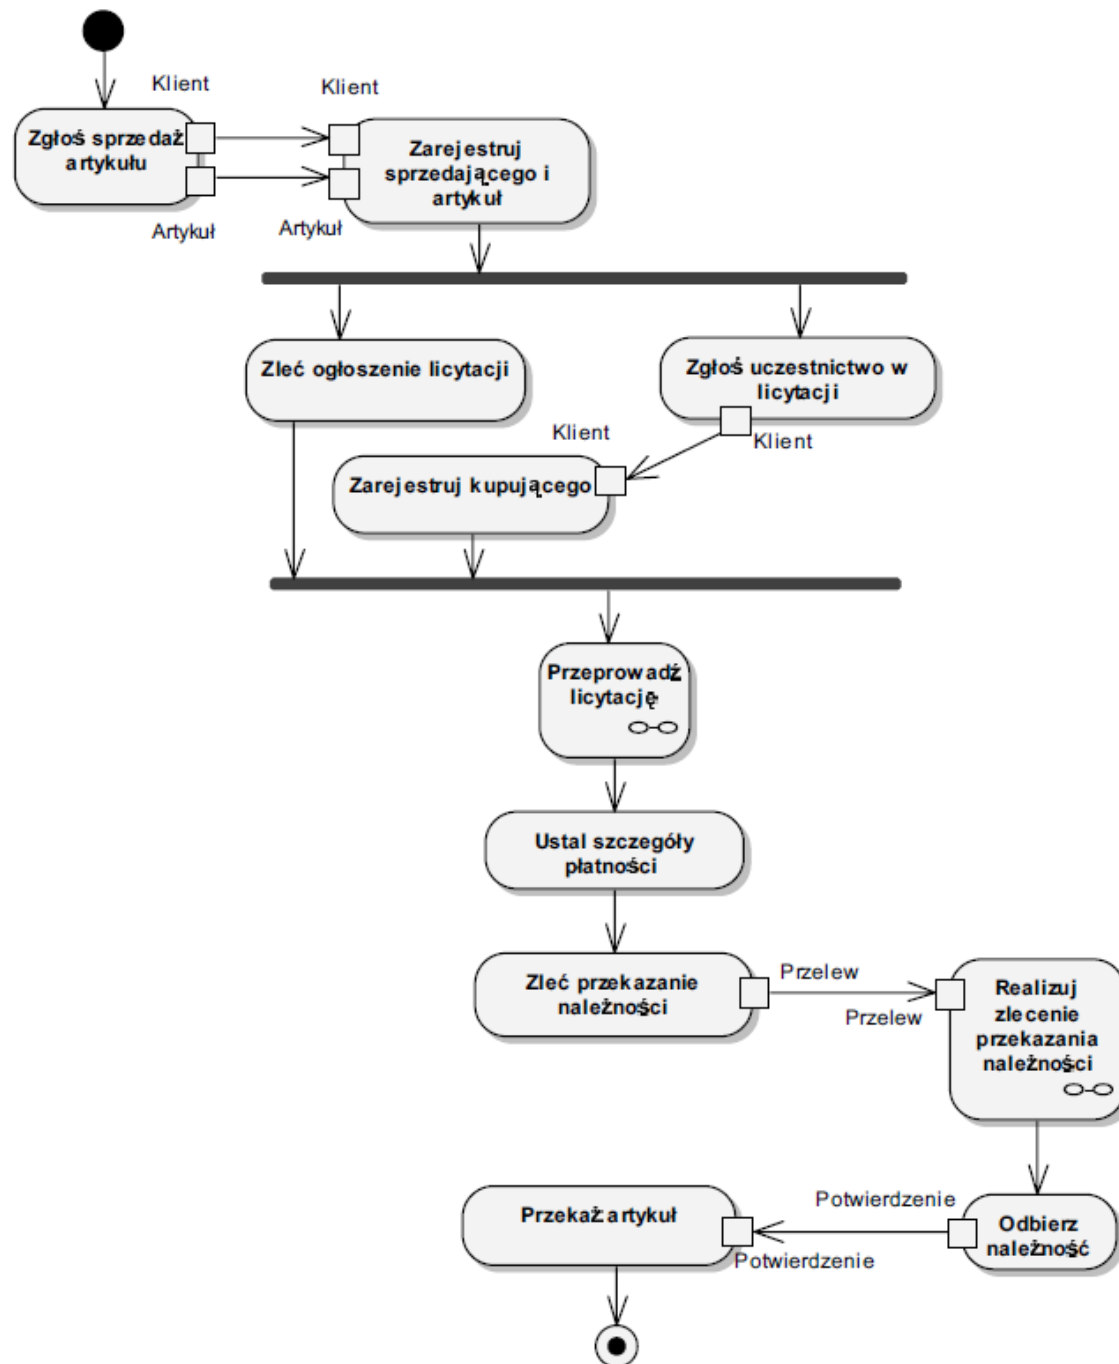 Klient
Klient
Zgłoś sprzedaż
artykułu
Zarejestruj
sprzedającego i
artykuł
Artykuł
Artykuł
Zleć ogłoszenie licytacji
Zgłoś uczestnictwo w
licytacji
Klient
Klient
Zarejestruj kupującego
Przeprowadź
licytację
Ustal szczegóły
płatności
Zleć przekazanie
należności
Przelew
Przelew
Realizuj
zlecenie
przekazania
należności
Przekaż artykuł
Potwierdzenie
Potwierdzenie
Odbierz
należność